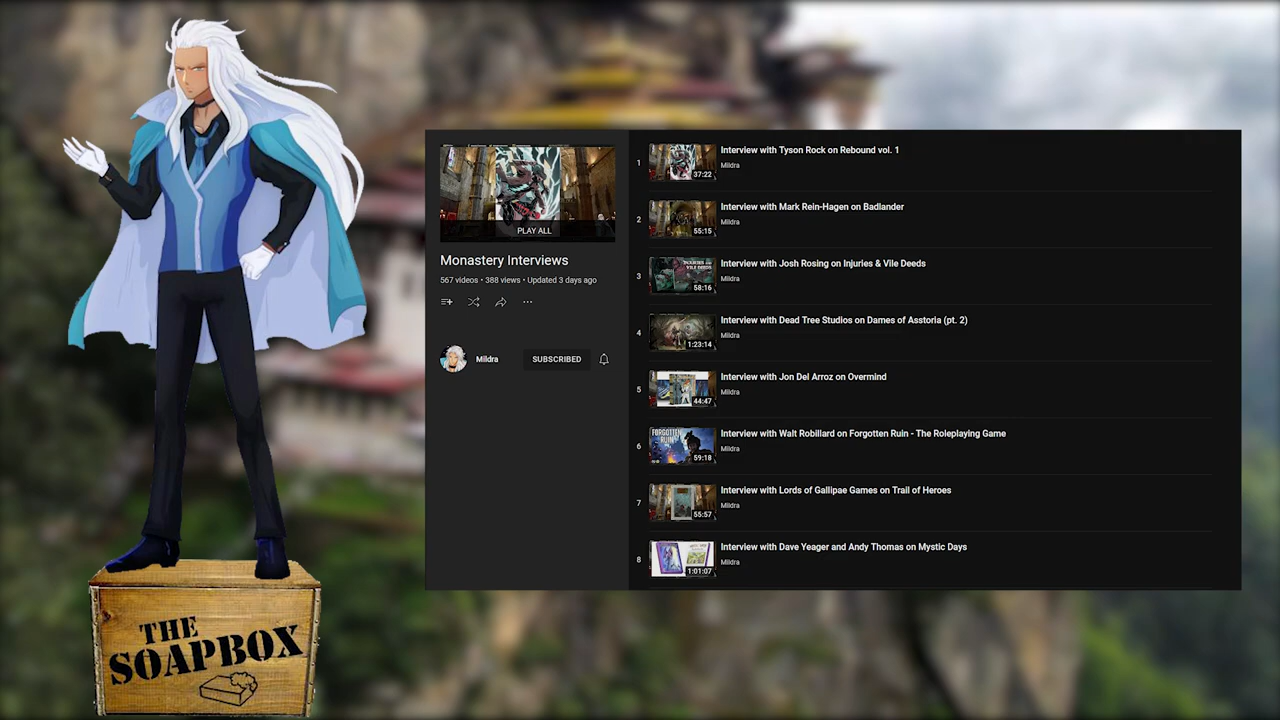 PLAY ALL
Monastery Interviews
567 videos • 388 views • Updated 3 days ago
Mildra
SUBSCRIBED
1
37:22
Interview with Tyson Rock on Rebound vol. 1
Mildra
2
55:15
Interview with Mark Rein-Hagen on Badlander
Mildra
3
58:16
Interview with Josh Rosing on Injuries & Vile Deeds
Mildra
4
1:23:14
Interview with Dead Tree Studios on Dames of Asstoria (pt. 2)
Mildra
5
44:47
Interview with Jon Del Arroz on Overmind
Mildra
6
FORGOTTEN
RUIN
59:18
Interview with Walt Robillard on Forgotten Ruin - The Roleplaying Game
Mildra
7
55:57
Interview with Lords of Gallipae Games on Trail of Heroes
Mildra
8
1:01:07
Interview with Dave Yeager and Andy Thomas on Mystic Days
Mildra
THE
SOAPBOX